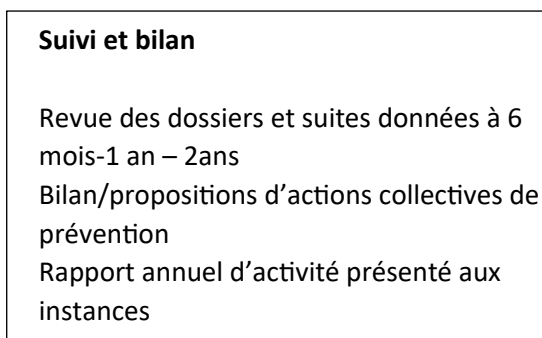 Suivi et bilan
Revue des dossiers et suites données à 6
mois-1 an – 2ans
Bilan/propositions d'actions collectives de
prévention
Rapport annuel d'activité présenté aux
instances